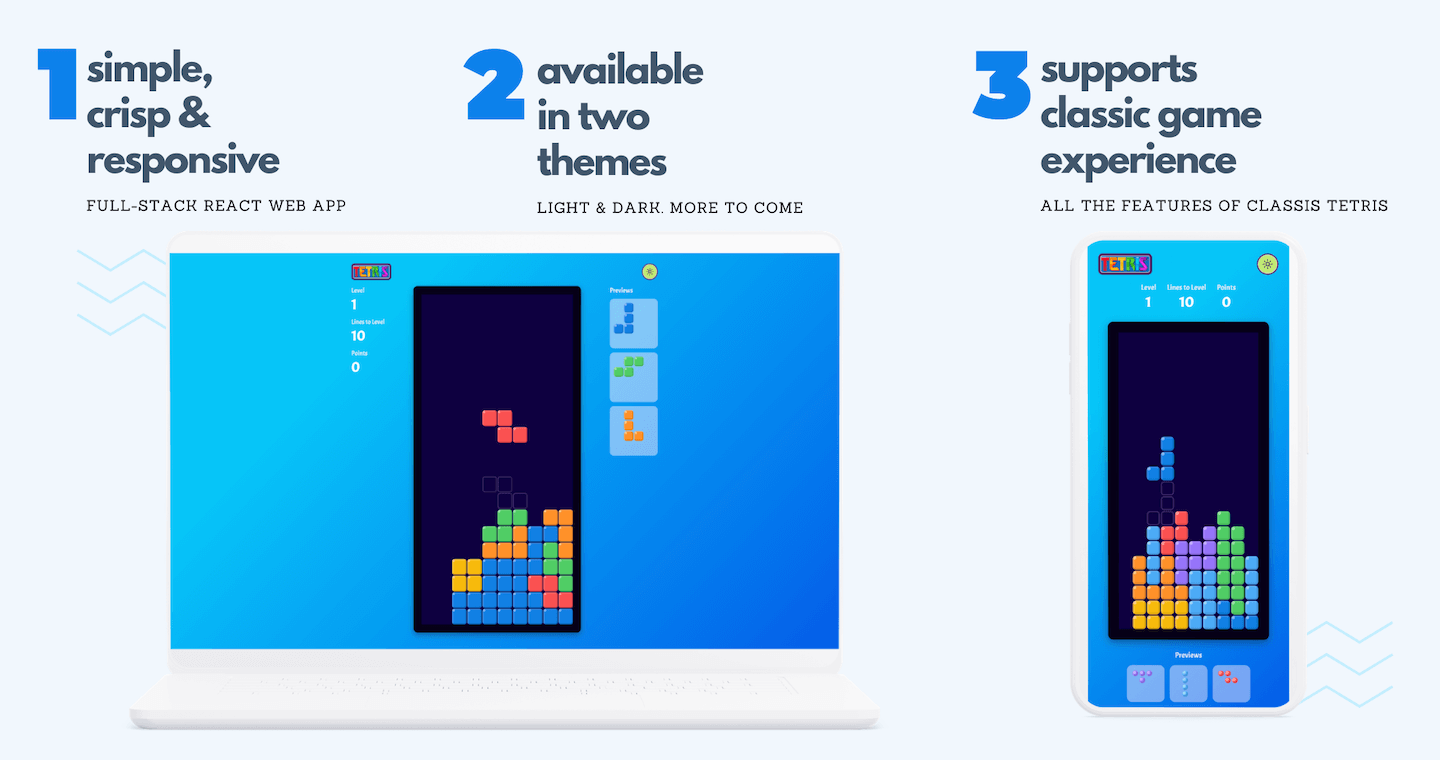 1
simple,
crisp &
responsive
FULL-STACK REACT WEB APP
2
available
in two
themes
LIGHT & DARK. MORE TO COME
3
supports
classic game
experience
ALL THE FEATURES OF CLASSIS TETRIS
TETRIS
Level
1
Lines to Level
10
Points
0
Previews
TETRIS
Level Lines to Level Points
1 10 0
Previews